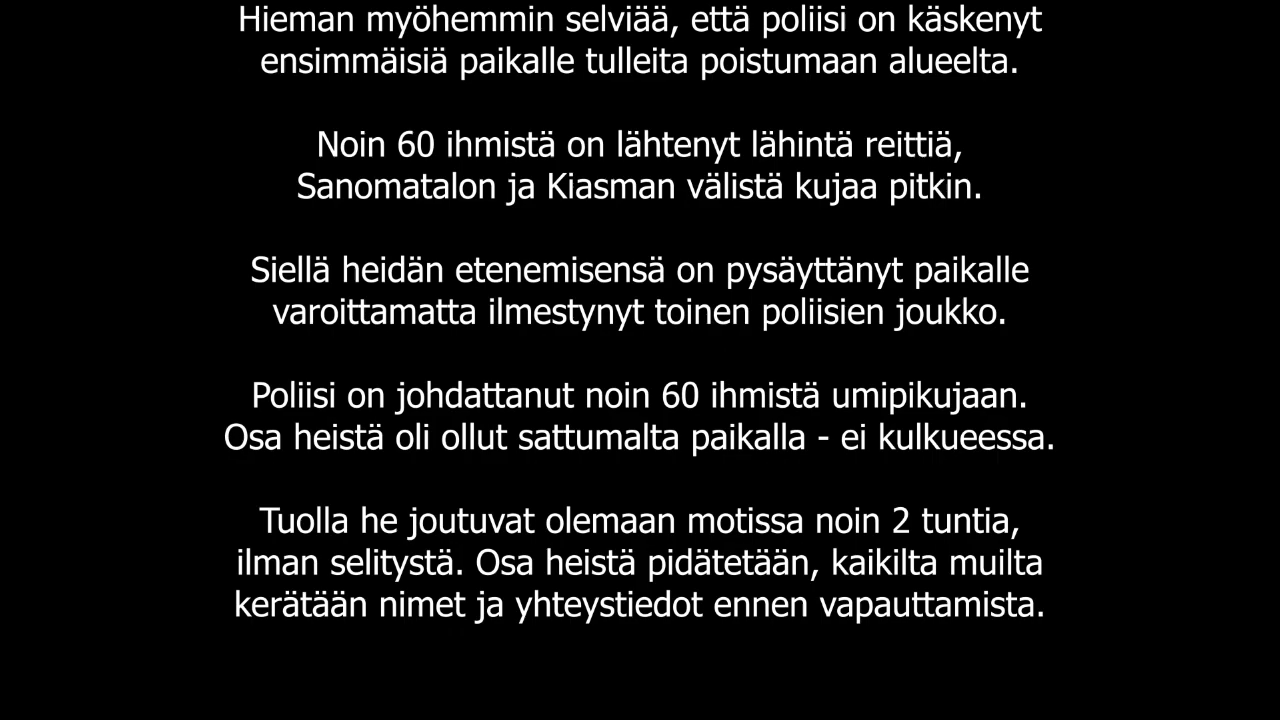 Hieman myöhemmin selviää, että poliisi on käskenyt
ensimmäisiä paikalle tulleita poistumaan alueelta.
Noin 60 ihmistä on lähtenyt lähintä reittiä,
Sanomatalon ja Kiasman välistä kujaa pitkin.
Siellä heidän etenemisensä on pysäyttänyt paikalle
varoittamatta ilmestynyt toinen poliisien joukko.
Poliisi on johdattanut noin 60 ihmistä umipikujaan.
Osa heistä oli ollut sattumalta paikalla - ei kulkueessa.
Tuolla he joutuvat olemaan motissa noin 2 tuntia,
ilman selitystä. Osa heistä pidätetään, kaikilta muilta
kerätään nimet ja yhteystiedot ennen vapauttamista.